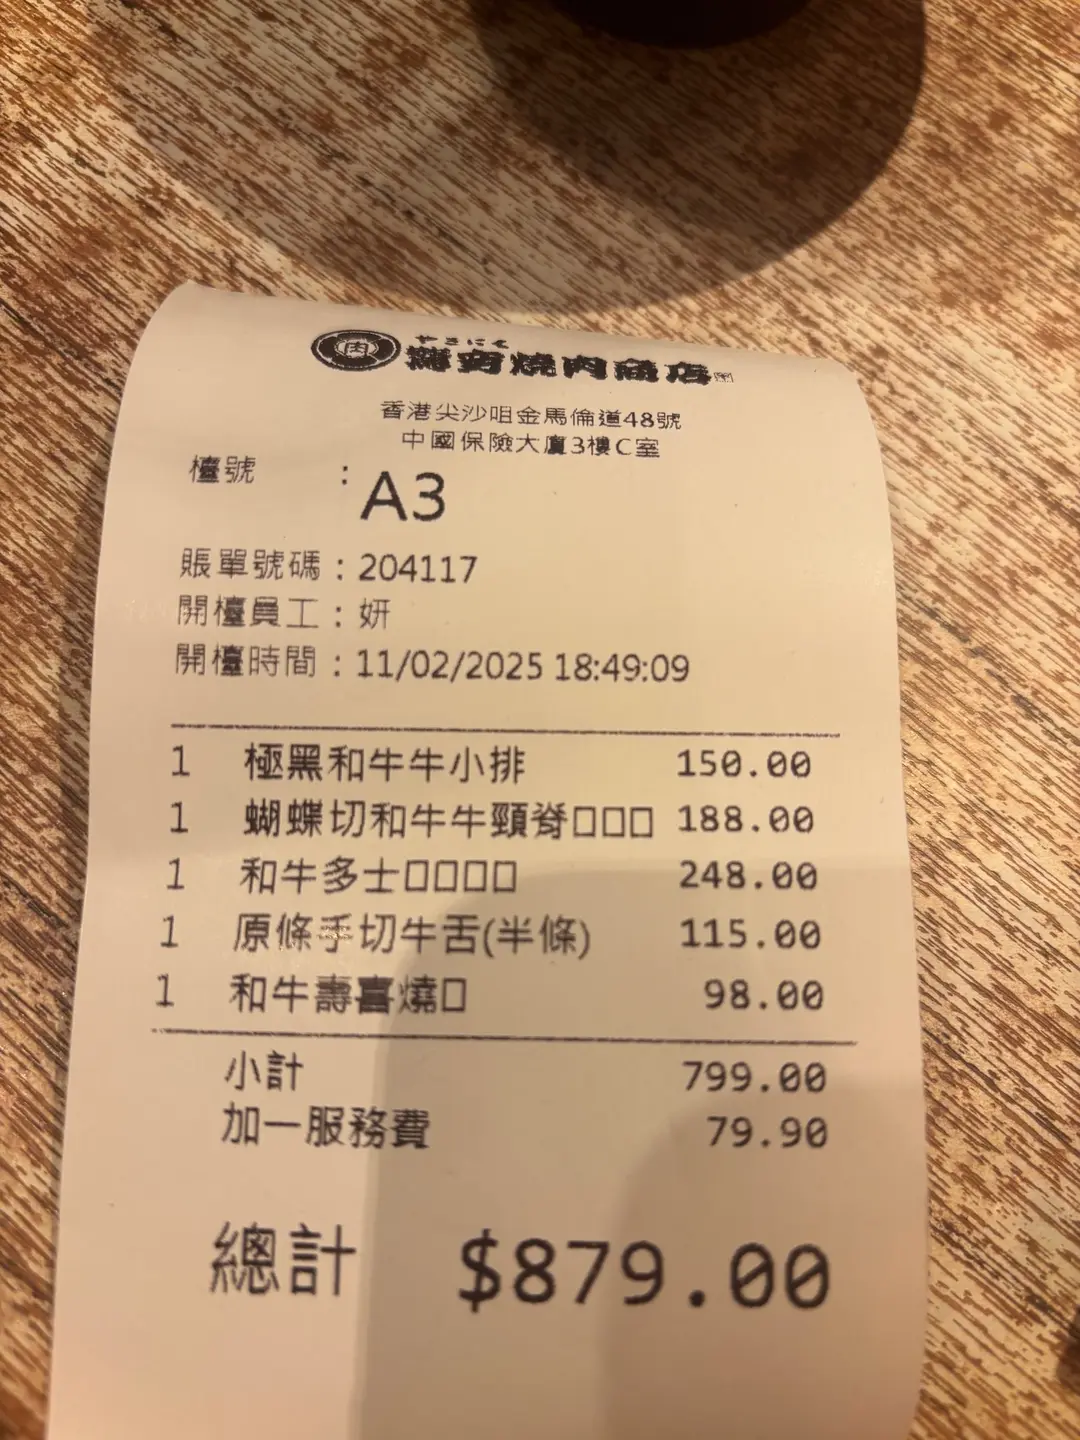 肉
やきにく
燒肉商店
香港尖沙咀金馬倫道48號
中國保險大廈3樓C室
檯號 : A3
賬單號碼 : 204117
開檯員工 : 妍
開檯時間 : 11/02/2025 18:49:09
1 極黑和牛牛小排 150.00
1 蝴蝶切和牛牛頸脊□□□ 188.00
1 和牛多士□□□□ 248.00
1 原條手切牛舌(半條) 115.00
1 和牛壽喜燒□ 98.00
小計 799.00
加一服務費 79.90
總計 $879.00